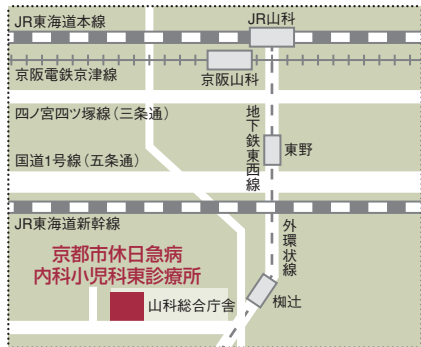 JR東海道本線
JR山科
京阪電鉄京津線
京阪山科
四ノ宮四ツ塚線（三条通）
地下鉄東西線
東野
国道1号線（五条通）
JR東海道新幹線
外環状線
京都市休日急病
内科小児科東診療所
山科総合庁舎
椥辻